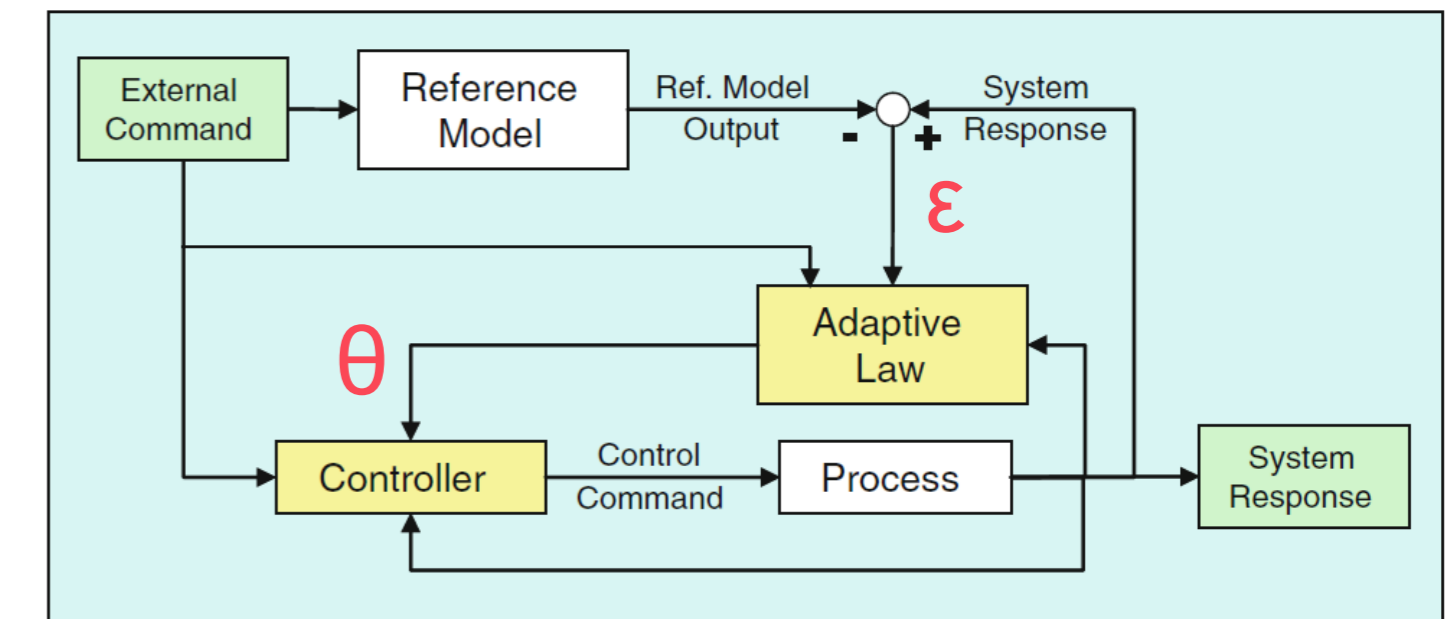 External
Command
Reference
Model
Ref. Model
Output
System
Response
- +
ε
Adaptive
Law
θ
Controller
Control
Command
Process
System
Response